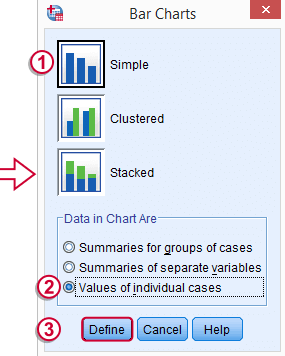 Bar Charts
1 Simple
Clustered
Stacked
Data in Chart Are
Summaries for groups of cases
Summaries of separate variables
2 Values of individual cases
3 Define Cancel Help